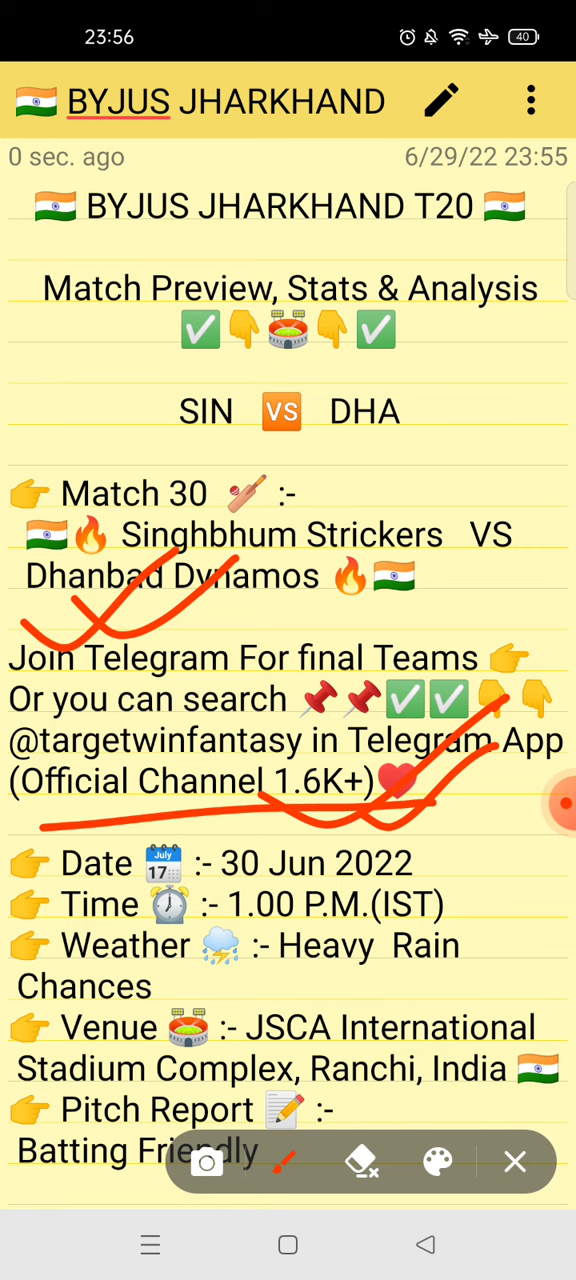 23:56
40
BYJUS JHARKHAND
0 sec. ago 6/29/22 23:55
🇮🇳 BYJUS JHARKHAND T20 🇮🇳
Match Preview, Stats & Analysis
✅👇🏟👇✅
SIN 🆚 DHA
👉 Match 30 🏏 :-
🇮🇳🔥 Singhbhum Strickers VS
Dhanbad Dynamos 🔥🇮🇳
Join Telegram For final Teams 👉
Or you can search 📌📌✅✅👇👇
@targetwinfantasy in Telegram App
(Official Channel 1.6K+)❤
👉 Date 📅 :- 30 Jun 2022
July
17
👉 Time ⏰ :- 1.00 P.M.(IST)
👉 Weather ⛈ :- Heavy Rain
Chances
👉 Venue 🏟 :- JSCA International
Stadium Complex, Ranchi, India 🇮🇳
👉 Pitch Report 📝 :-
Batting Friendly